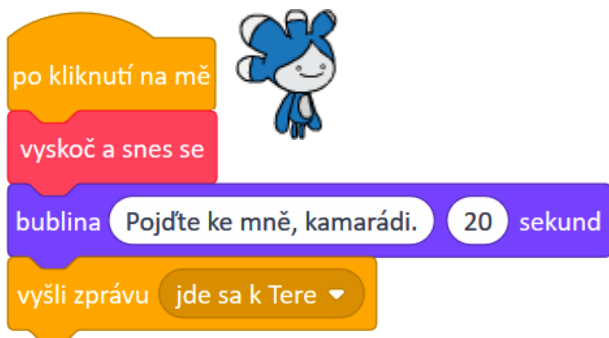 po kliknutí na mě
vyskoč a snes se
bublina Pojďte ke mně, kamarádi. 20 sekund
vyšli zprávu jde sa k Tere